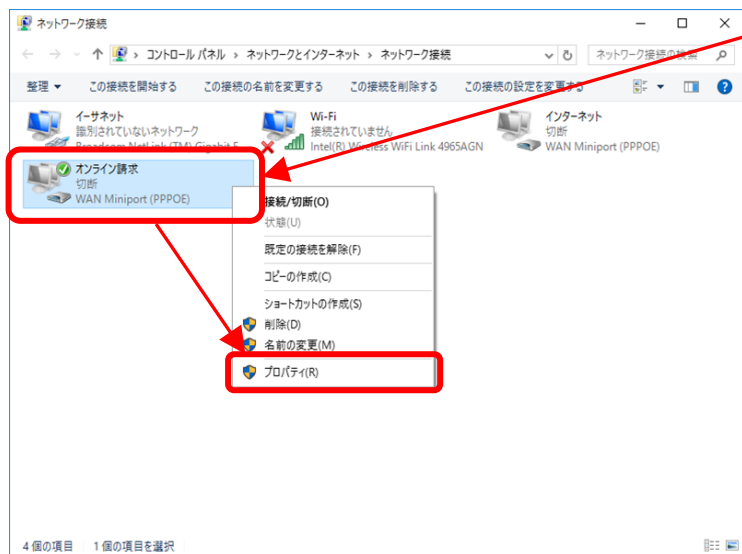 ネットワーク接続
コントロール パネル › ネットワークとインターネット › ネットワーク接続
ネットワーク接続の検索
整理 この接続を開始する この接続の名前を変更する この接続を削除する この接続の設定を変更する
イーサネット
識別されていないネットワーク
Broadcom NetLink (TM) Gigabit E
Wi-Fi
接続されていません
Intel(R) Wireless WiFi Link 4965AGN
インターネット
切断
WAN Miniport (PPPOE)
オンライン請求
切断
WAN Miniport (PPPOE)
接続/切断(O)
状態(U)
既定の接続を解除(F)
コピーの作成(C)
ショートカットの作成(S)
削除(D)
名前の変更(M)
プロパティ(R)
4 個の項目 1 個の項目を選択